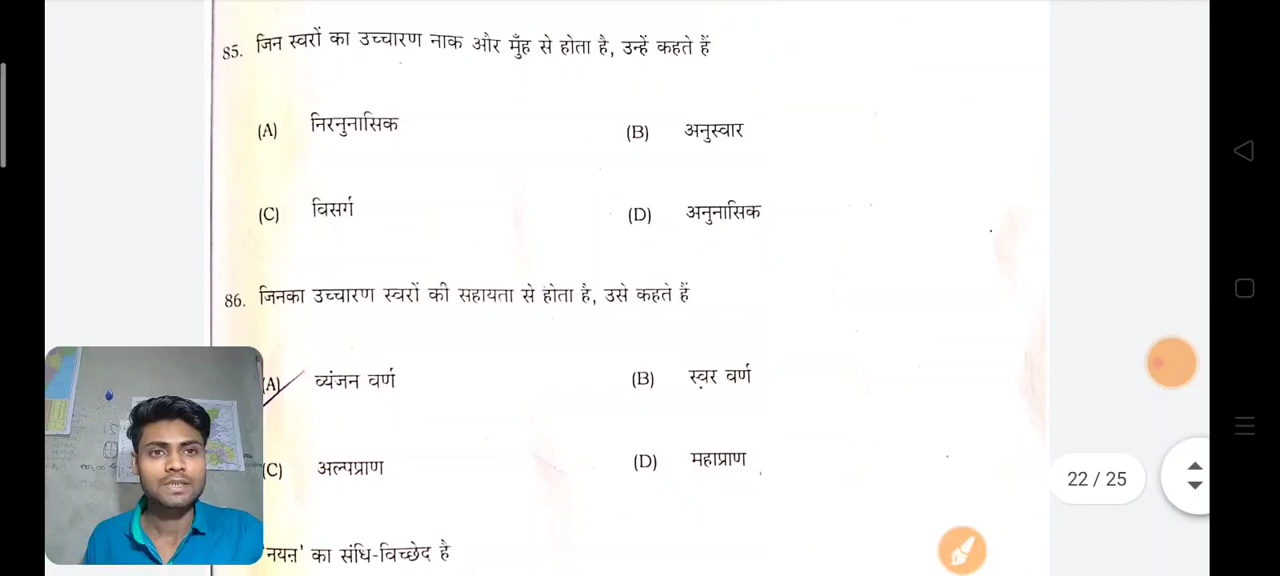 85. जिन स्वरों का उच्चारण नाक और मुँह से होता है, उन्हें कहते हैं
(A) निरनुनासिक (B) अनुस्वार
(C) विसर्ग (D) अनुनासिक
86. जिनका उच्चारण स्वरों की सहायता से होता है, उसे कहते हैं
(A) व्यंजन वर्ण (B) स्वर वर्ण
(C) अल्पप्राण (D) महाप्राण
22 / 25
'नयन' का संधि-विच्छेद है